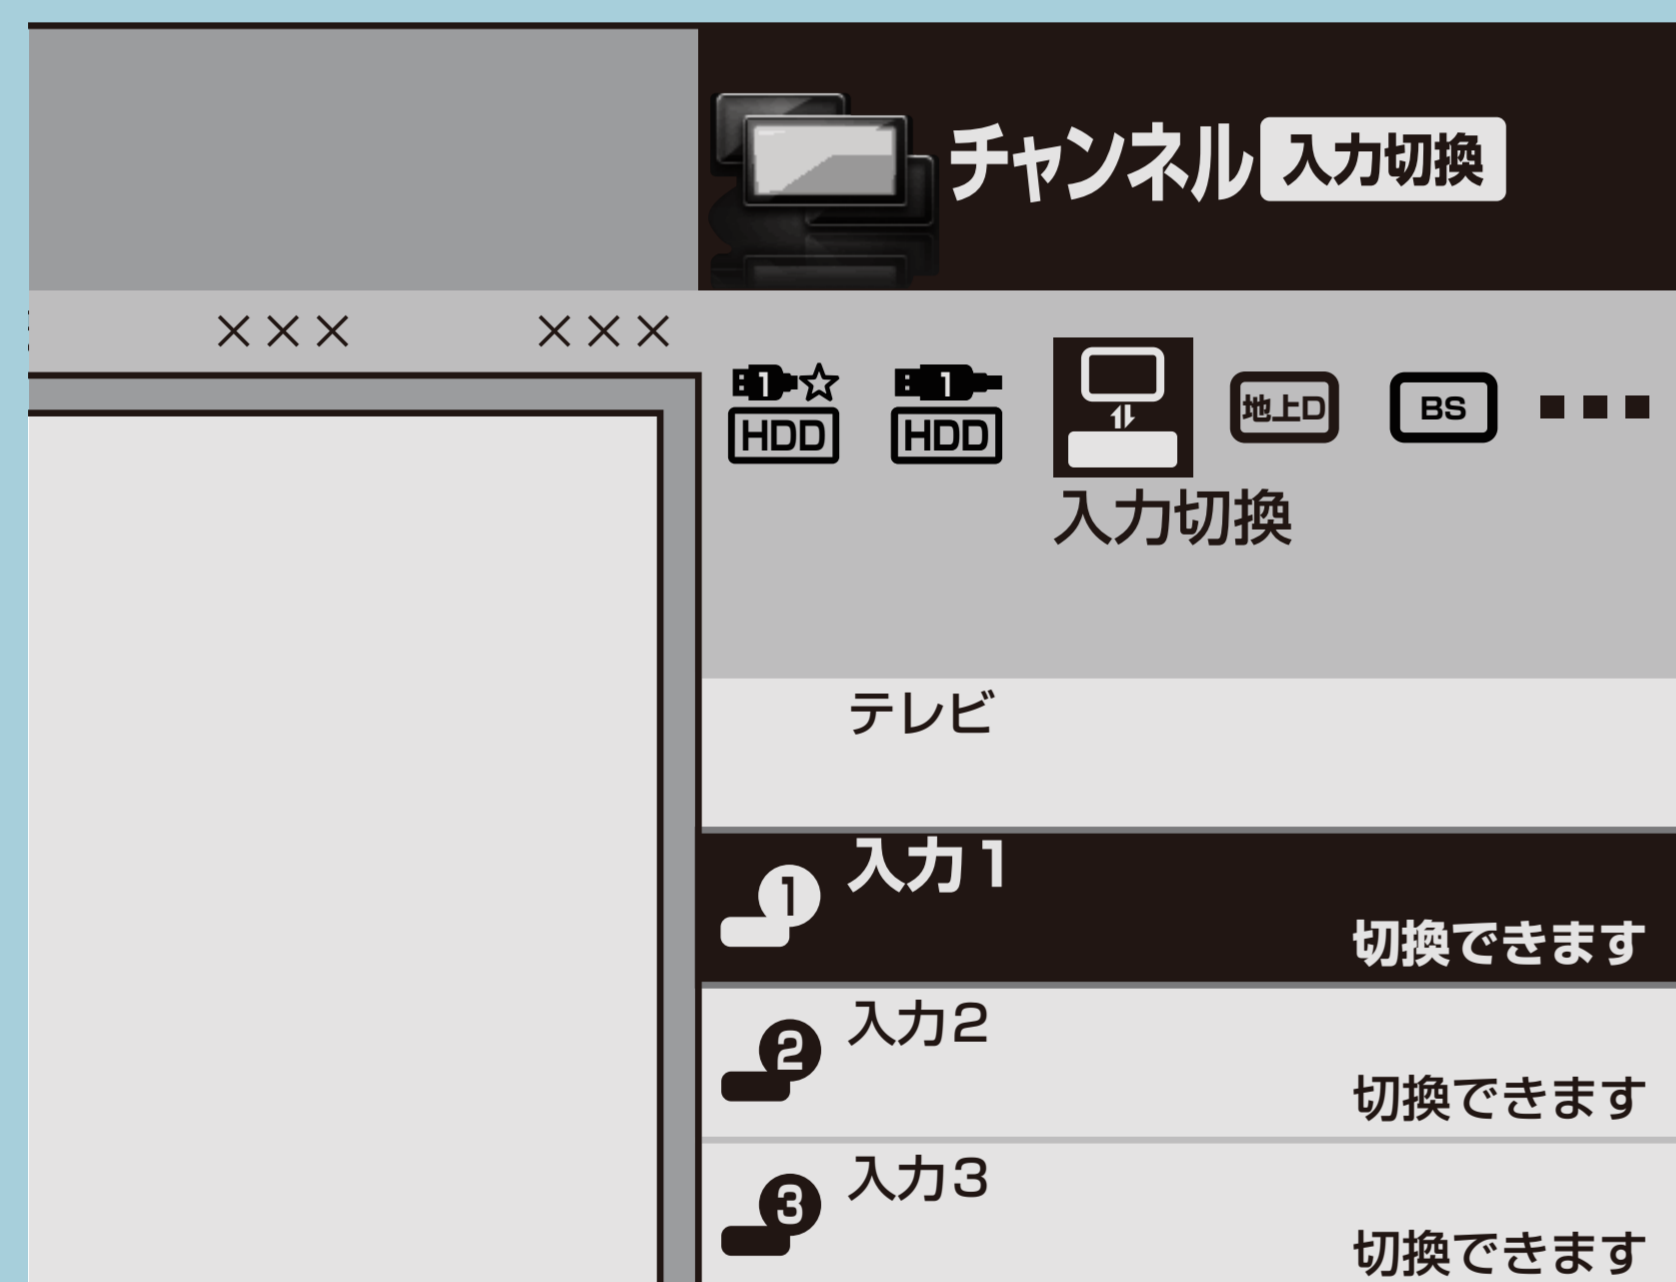 チャンネル 入力切換
××× ×××
1☆ 1
HDD HDD 地上D BS
入力切換
テレビ
1 入力1
切換できます
2 入力2
切換できます
3 入力3
切換できます